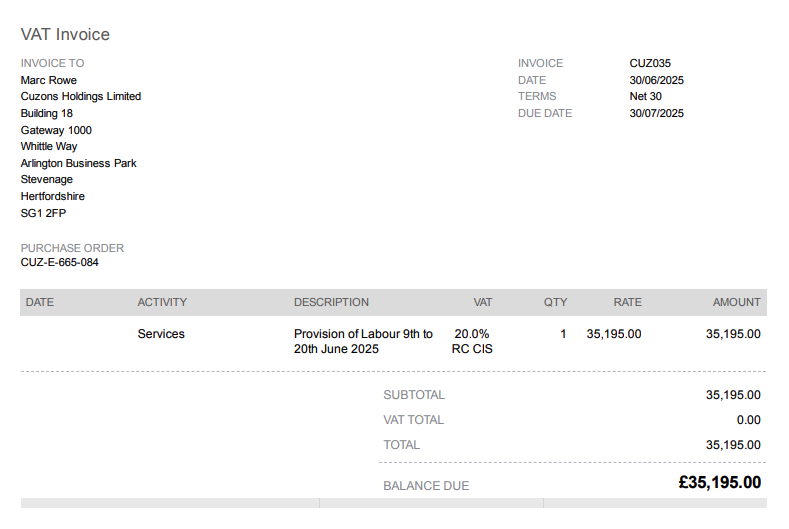 VAT Invoice
INVOICE TO
Marc Rowe
Cuzons Holdings Limited
Building 18
Gateway 1000
Whittle Way
Arlington Business Park
Stevenage
Hertfordshire
SG1 2FP
INVOICE CUZ035
DATE 30/06/2025
TERMS Net 30
DUE DATE 30/07/2025
PURCHASE ORDER
CUZ-E-665-084
DATE ACTIVITY DESCRIPTION VAT QTY RATE AMOUNT
Services Provision of Labour 9th to 20.0% 1 35,195.00 35,195.00
20th June 2025 RC CIS
SUBTOTAL 35,195.00
VAT TOTAL 0.00
TOTAL 35,195.00
BALANCE DUE £35,195.00